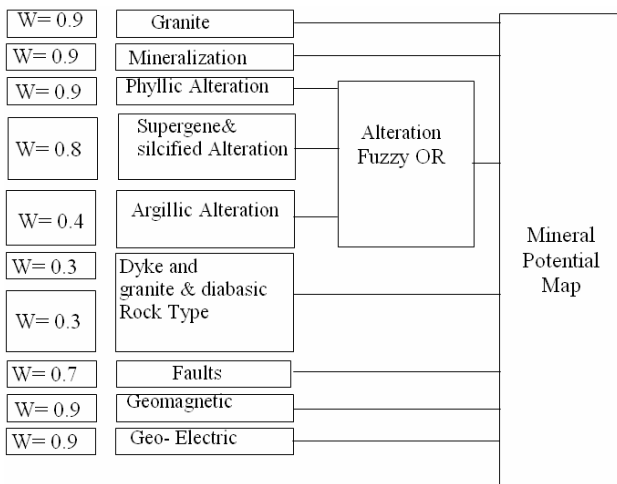 W= 0.9 Granite
W= 0.9 Mineralization
W= 0.9 Phyllic Alteration
W= 0.8 Supergene&
silcified Alteration
Alteration
Fuzzy OR
W= 0.4 Argillic Alteration
Mineral
Potential
Map
W= 0.3 Dyke and
granite & diabasic
W= 0.3 Rock Type
W= 0.7 Faults
W= 0.9 Geomagnetic
W= 0.9 Geo- Electric